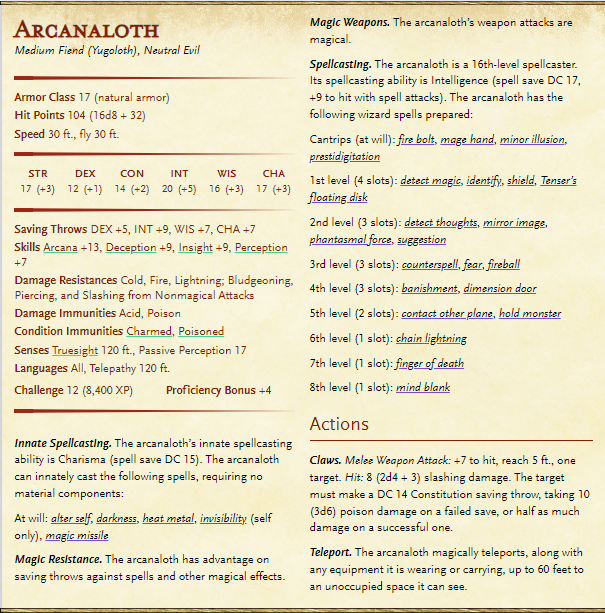 ARCANALOTH
Medium Fiend (Yugoloth), Neutral Evil
Armor Class 17 (natural armor)
Hit Points 104 (16d8 + 32)
Speed 30 ft., fly 30 ft.
STR DEX CON INT WIS CHA
17 (+3) 12 (+1) 14 (+2) 20 (+5) 16 (+3) 17 (+3)
Saving Throws DEX +5, INT +9, WIS +7, CHA +7
Skills Arcana +13, Deception +9, Insight +9, Perception
+7
Damage Resistances Cold, Fire, Lightning; Bludgeoning,
Piercing, and Slashing from Nonmagical Attacks
Damage Immunities Acid, Poison
Condition Immunities Charmed, Poisoned
Senses Truesight 120 ft., Passive Perception 17
Languages All, Telepathy 120 ft.
Challenge 12 (8,400 XP) Proficiency Bonus +4
Innate Spellcasting. The arcanaloth's innate spellcasting
ability is Charisma (spell save DC 15). The arcanaloth
can innately cast the following spells, requiring no
material components:
At will: alter self, darkness, heat metal, invisibility (self
only), magic missile
Magic Resistance. The arcanaloth has advantage on
saving throws against spells and other magical effects.
Magic Weapons. The arcanaloth's weapon attacks are
magical.
Spellcasting. The arcanaloth is a 16th-level spellcaster.
Its spellcasting ability is Intelligence (spell save DC 17,
+9 to hit with spell attacks). The arcanaloth has the
following wizard spells prepared:
Cantrips (at will): fire bolt, mage hand, minor illusion,
prestidigitation
1st level (4 slots): detect magic, identify, shield, Tenser's
floating disk
2nd level (3 slots): detect thoughts, mirror image,
phantasmal force, suggestion
3rd level (3 slots): counterspell, fear, fireball
4th level (3 slots): banishment, dimension door
5th level (2 slots): contact other plane, hold monster
6th level (1 slot): chain lightning
7th level (1 slot): finger of death
8th level (1 slot): mind blank
Actions
Claws. Melee Weapon Attack: +7 to hit, reach 5 ft., one
target. Hit: 8 (2d4 + 3) slashing damage. The target
must make a DC 14 Constitution saving throw, taking 10
(3d6) poison damage on a failed save, or half as much
damage on a successful one.
Teleport. The arcanaloth magically teleports, along with
any equipment it is wearing or carrying, up to 60 feet to
an unoccupied space it can see.